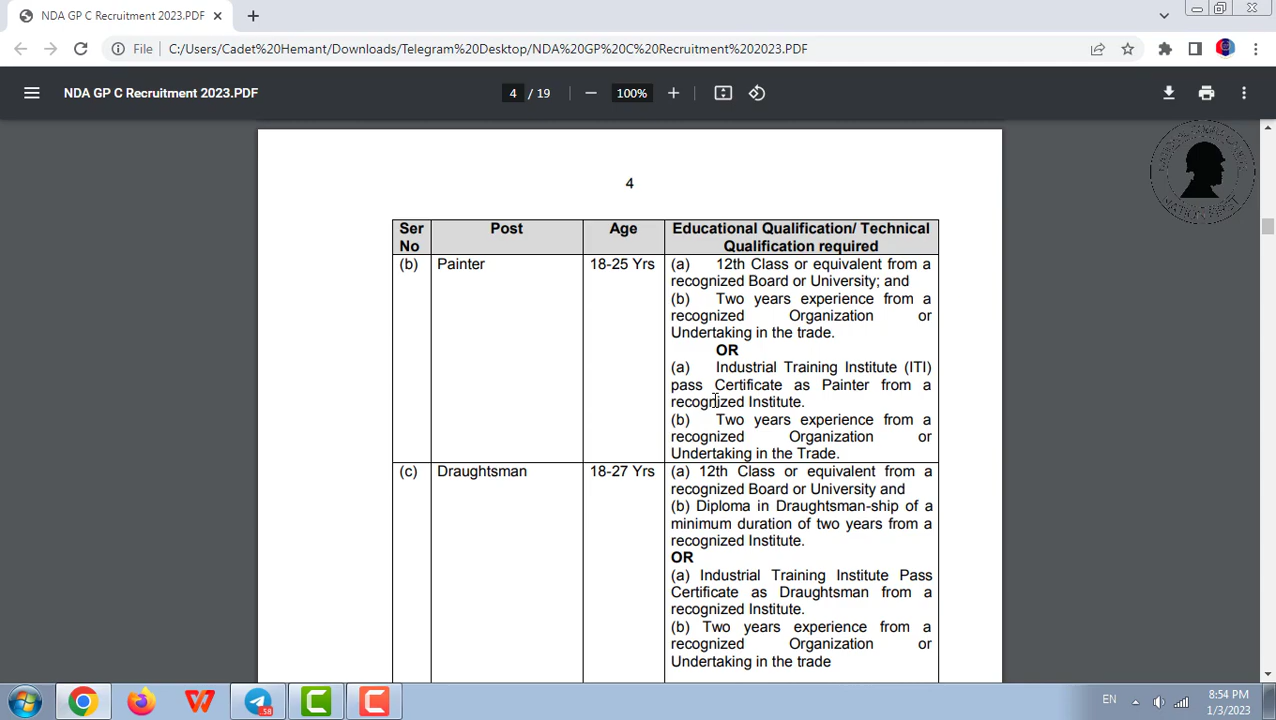 NDA GP C Recruitment 2023.PDF
File
C:/Users/Cadet%20Hemant/Downloads/Telegram%20Desktop/NDA%20GP%20C%20Recruitment%202023.PDF
NDA GP C Recruitment 2023.PDF
4 / 19
100%
4
Ser No
Post
Age
Educational Qualification/ Technical
Qualification required
(b)
Painter
18-25 Yrs
(a) 12th Class or equivalent from a
recognized Board or University; and
(b) Two years experience from a
recognized Organization or
Undertaking in the trade.
OR
(a) Industrial Training Institute (ITI)
pass Certificate as Painter from a
recognized Institute.
(b) Two years experience from a
recognized Organization or
Undertaking in the Trade.
(c)
Draughtsman
18-27 Yrs
(a) 12th Class or equivalent from a
recognized Board or University and
(b) Diploma in Draughtsman-ship of a
minimum duration of two years from a
recognized Institute.
OR
(a) Industrial Training Institute Pass
Certificate as Draughtsman from a
recognized Institute.
(b) Two years experience from a
recognized Organization or
Undertaking in the trade
58
EN
8:54 PM
1/3/2023